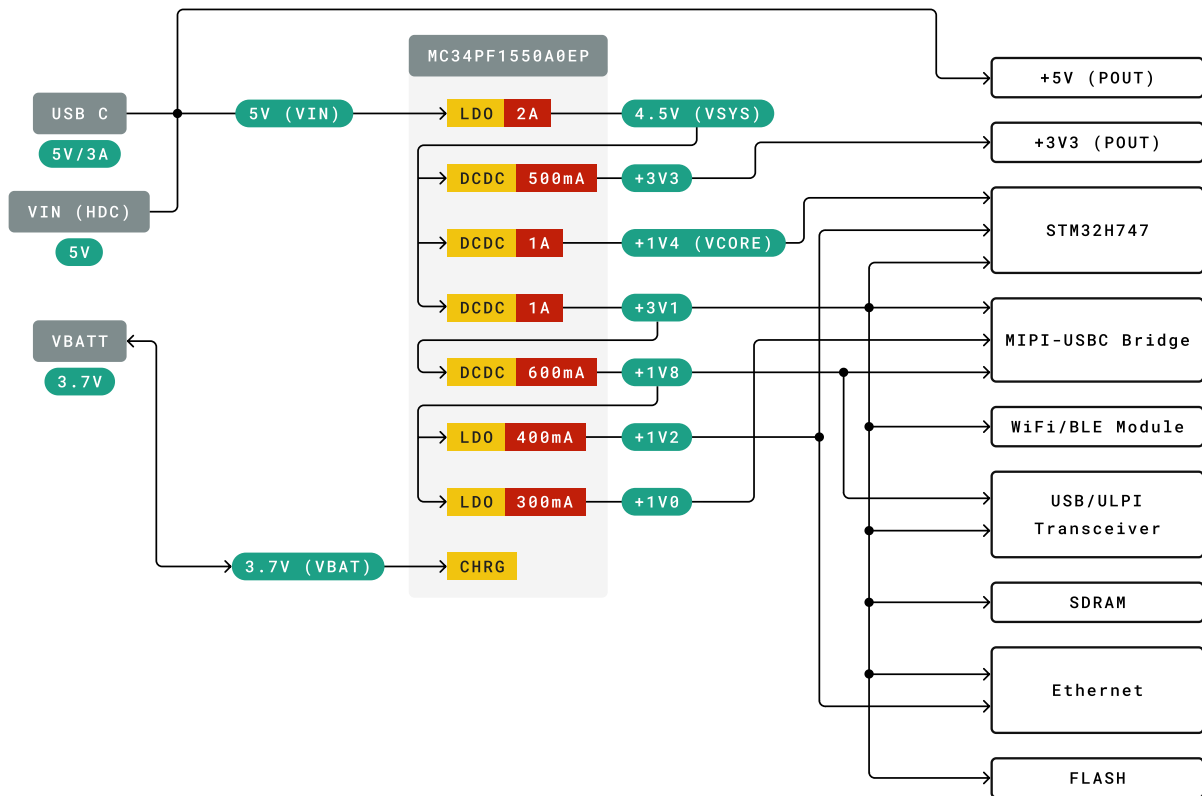 MC34PF1550A0EP
USB C
5V/3A
VIN (HDC)
5V
VBATT
3.7V
5V (VIN)
LDO 2A
4.5V (VSYS)
DCDC 500mA
+3V3
DCDC 1A
+1V4 (VCORE)
DCDC 1A
+3V1
DCDC 600mA
+1V8
LDO 400mA
+1V2
LDO 300mA
+1V0
3.7V (VBAT)
CHRG
+5V (POUT)
+3V3 (POUT)
STM32H747
MIPI-USBC Bridge
WiFi/BLE Module
USB/ULPI
Transceiver
SDRAM
Ethernet
FLASH